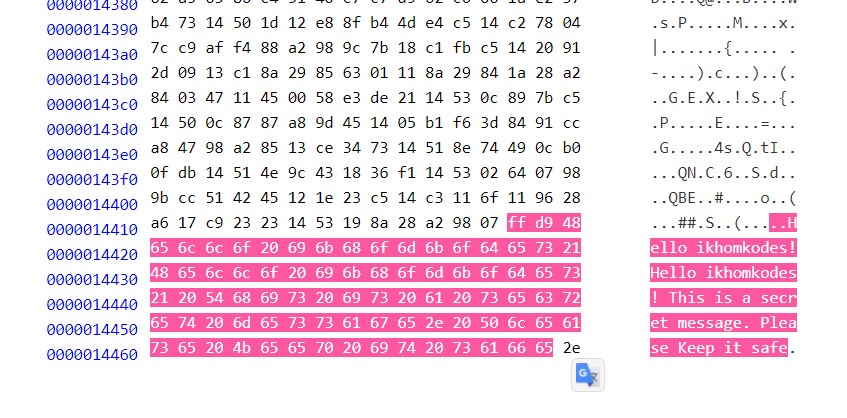 0000014380
0000014390 b4 73 14 50 1d 12 e8 8f b4 4d e4 c5 14 c2 78 04 .s.P.....M....x.
00000143a0 7c c9 af f4 88 a2 98 9c 7b 18 c1 fb c5 14 20 91 |.......{..... .
00000143b0 2d 09 13 c1 8a 29 85 63 01 11 8a 29 84 1a 28 a2 -....).c...)..(.
00000143c0 84 03 47 11 45 00 58 e3 de 21 14 53 0c 89 7b c5 ..G.E.X..!.S..{.
00000143d0 14 50 0c 87 87 a8 9d 45 14 05 b1 f6 3d 84 91 cc .P.....E....=...
00000143e0 a8 47 98 a2 85 13 ce 34 73 14 51 8e 74 49 0c b0 .G.....4s.Q.tI..
00000143f0 0f db 14 51 4e 9c 43 18 36 f1 14 53 02 64 07 98 ...QN.C.6..S.d..
0000014400 9b cc 51 42 45 12 1e 23 c5 14 c3 11 6f 11 96 28 ..QBE..#....o..(
0000014410 a6 17 c9 23 23 14 53 19 8a 28 a2 98 07 ff d9 48 ...##.S..(.....H
0000014420 65 6c 6c 6f 20 69 6b 68 6f 6d 6b 6f 64 65 73 21 ello ikhomkodes!
0000014430 48 65 6c 6c 6f 20 69 6b 68 6f 6d 6b 6f 64 65 73 Hello ikhomkodes
0000014440 21 20 54 68 69 73 20 69 73 20 61 20 73 65 63 72 ! This is a secr
0000014450 65 74 20 6d 65 73 73 61 67 65 2e 20 50 6c 65 61 et message. Plea
0000014460 73 65 20 4b 65 65 70 20 69 74 20 73 61 66 65 2e se Keep it safe.